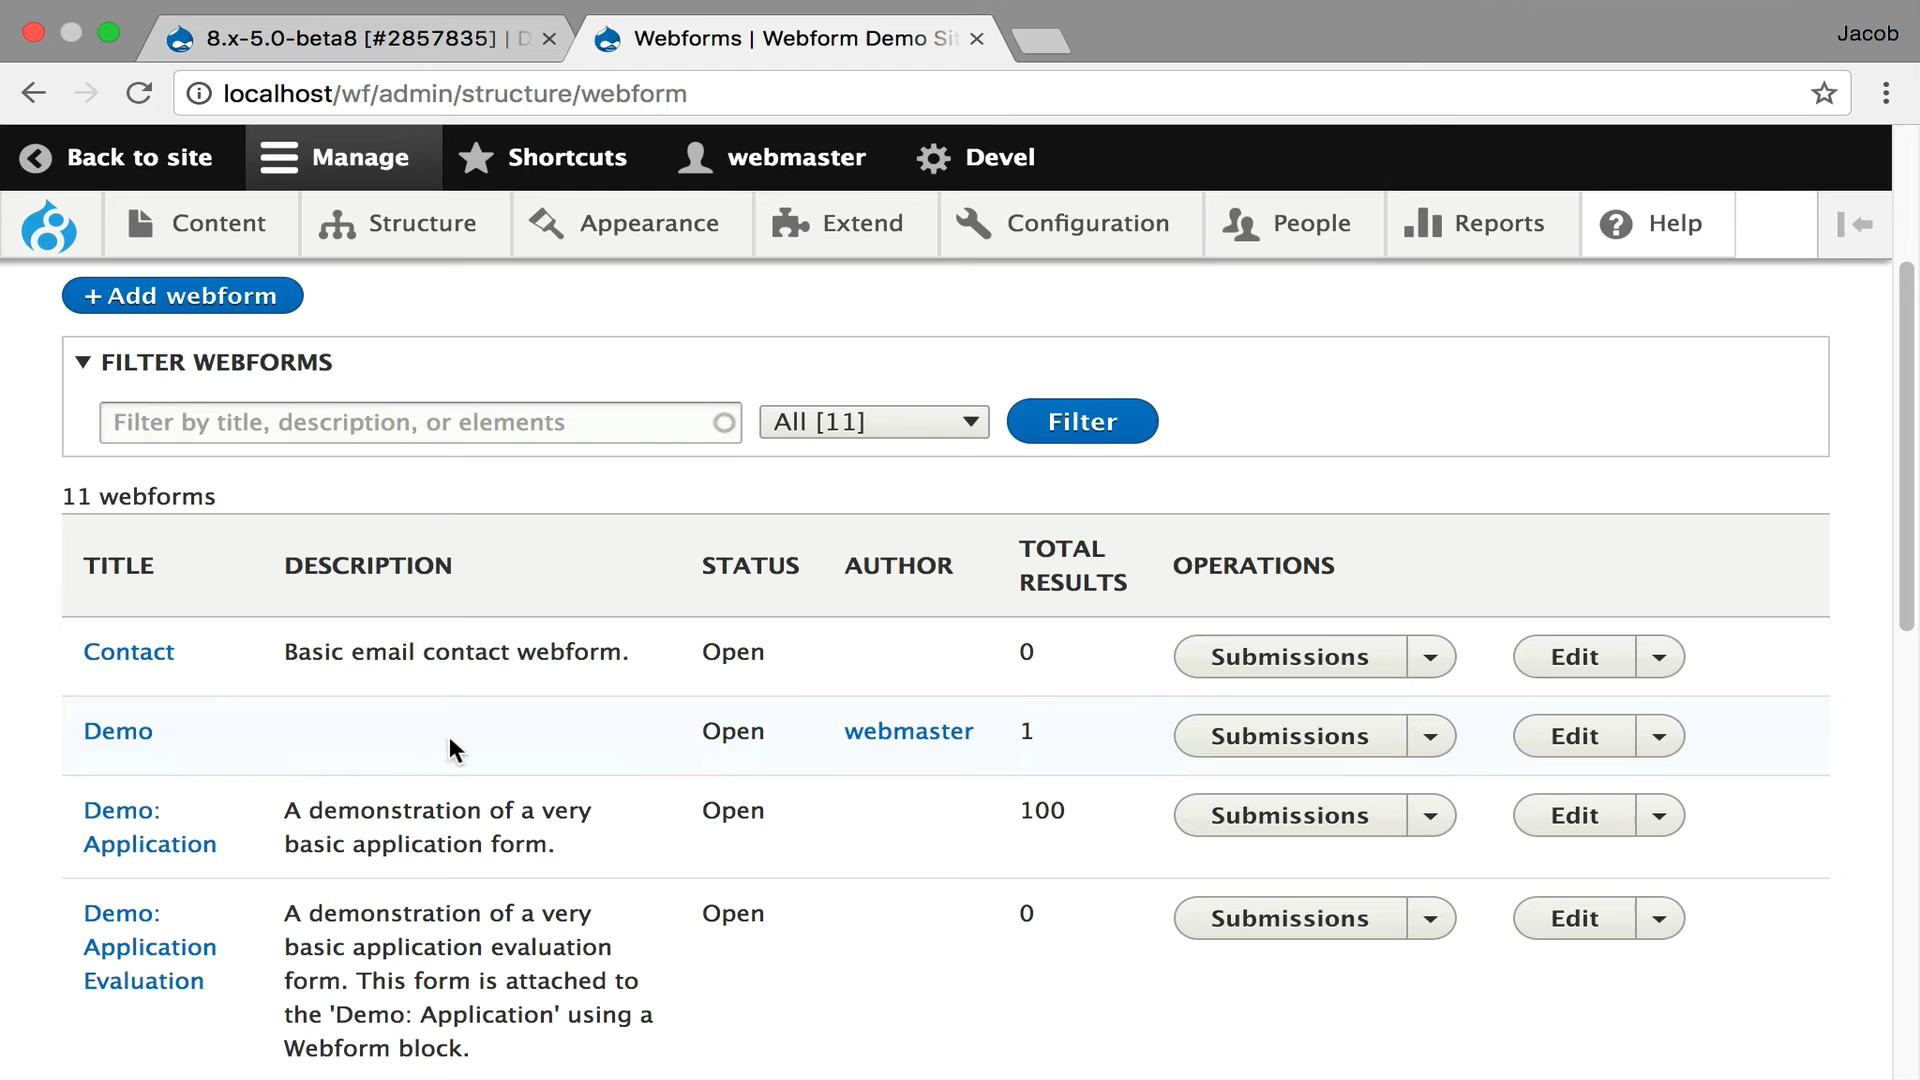 8.x-5.0-beta8 [#2857835] | D
Webforms | Webform Demo Sit
Jacob
localhost/wf/admin/structure/webform
Back to site
Manage
Shortcuts
webmaster
Devel
Content
Structure
Appearance
Extend
Configuration
People
Reports
Help
+ Add webform
FILTER WEBFORMS
Filter by title, description, or elements
All [11]
Filter
11 webforms
TITLE
DESCRIPTION
STATUS
AUTHOR
TOTAL
RESULTS
OPERATIONS
Contact
Basic email contact webform.
Open
0
Submissions
Edit
Demo
Open
webmaster
1
Submissions
Edit
Demo:
Application
A demonstration of a very
basic application form.
Open
100
Submissions
Edit
Demo:
Application
Evaluation
A demonstration of a very
basic application evaluation
form. This form is attached to
the 'Demo: Application' using a
Webform block.
Open
0
Submissions
Edit